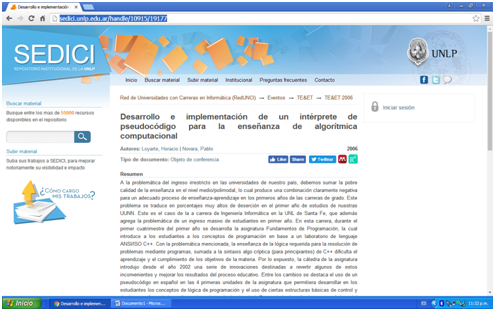 Desarrollo e implementación
sedici.unlp.edu.ar/handle/10915/19177
SEDICI
REPOSITORIO INSTITUCIONAL DE LA UNLP
UNLP
Inicio Buscar material Subir material Institucional Preguntas frecuentes Contacto
Buscar material
Busque entre los mas de recursos
disponibles en el repositorio
Subir material
Suba sus trabajos a SEDICI, para mejorar
notoriamente su visibilidad e impacto
¿CÓMO CARGO
MIS TRABAJOS?
Red de Universidades con Carreras en Informática (RedUNCI) → Eventos → TE&ET → TE&ET 2006
Iniciar sesión
Desarrollo e implementación de un intérprete de
pseudocódigo para la enseñanza de algorítmica
computacional
Autores: Loyarte, Horacio | Novara, Pablo 2006
Tipo de documento: Objeto de conferencia Like Share Twittear
Resumen
A la problemática del ingreso irrestricto en las universidades de nuestro país, debemos sumar la pobre
calidad de la enseñanza en el nivel medio/polimodal, lo cual produce una combinación claramente negativa
para un adecuado proceso de enseñanza-aprendizaje en los primeros años de las carreras de grado. Este
problema se traduce en porcentajes muy altos de deserción en el primer año de estudios de nuestras
UUNN. Este es el caso de la carrera de Ingeniería Informática en la UNL de Santa Fe, que además
agrega la problemática de un ingreso masivo de estudiantes en primer año. En esta carrera, durante el
primer cuatrimestre del primer año se desarrolla la asignatura Fundamentos de Programación, la cual
introduce a los estudiantes a los conceptos de programación en base a un laboratorio de lenguaje
ANSI/ISO C++. Con la problemática mencionada, la enseñanza de la lógica requerida para la resolución de
problemas mediante programas, sumada a la sintaxis algo críptica (para principiantes) de C++ dificulta el
aprendizaje y el cumplimiento de los objetivos de la materia. Por lo expuesto, la cátedra de la asignatura
introdujo desde el año 2002 una serie de innovaciones destinadas a revertir algunos de estos
inconvenientes y mejorar los resultados del proceso educativo. Entre los cambios se destaca el uso de un
pseudocódigo en español en las 4 primeras unidades de la asignatura que permitiera desarrollar en los
estudiantes los conceptos de lógica de programación y el uso de ciertas estructuras básicas de control y
Inicio Desarrollo e implemen... Documento1 - Micros... ES 11:32 p.m.